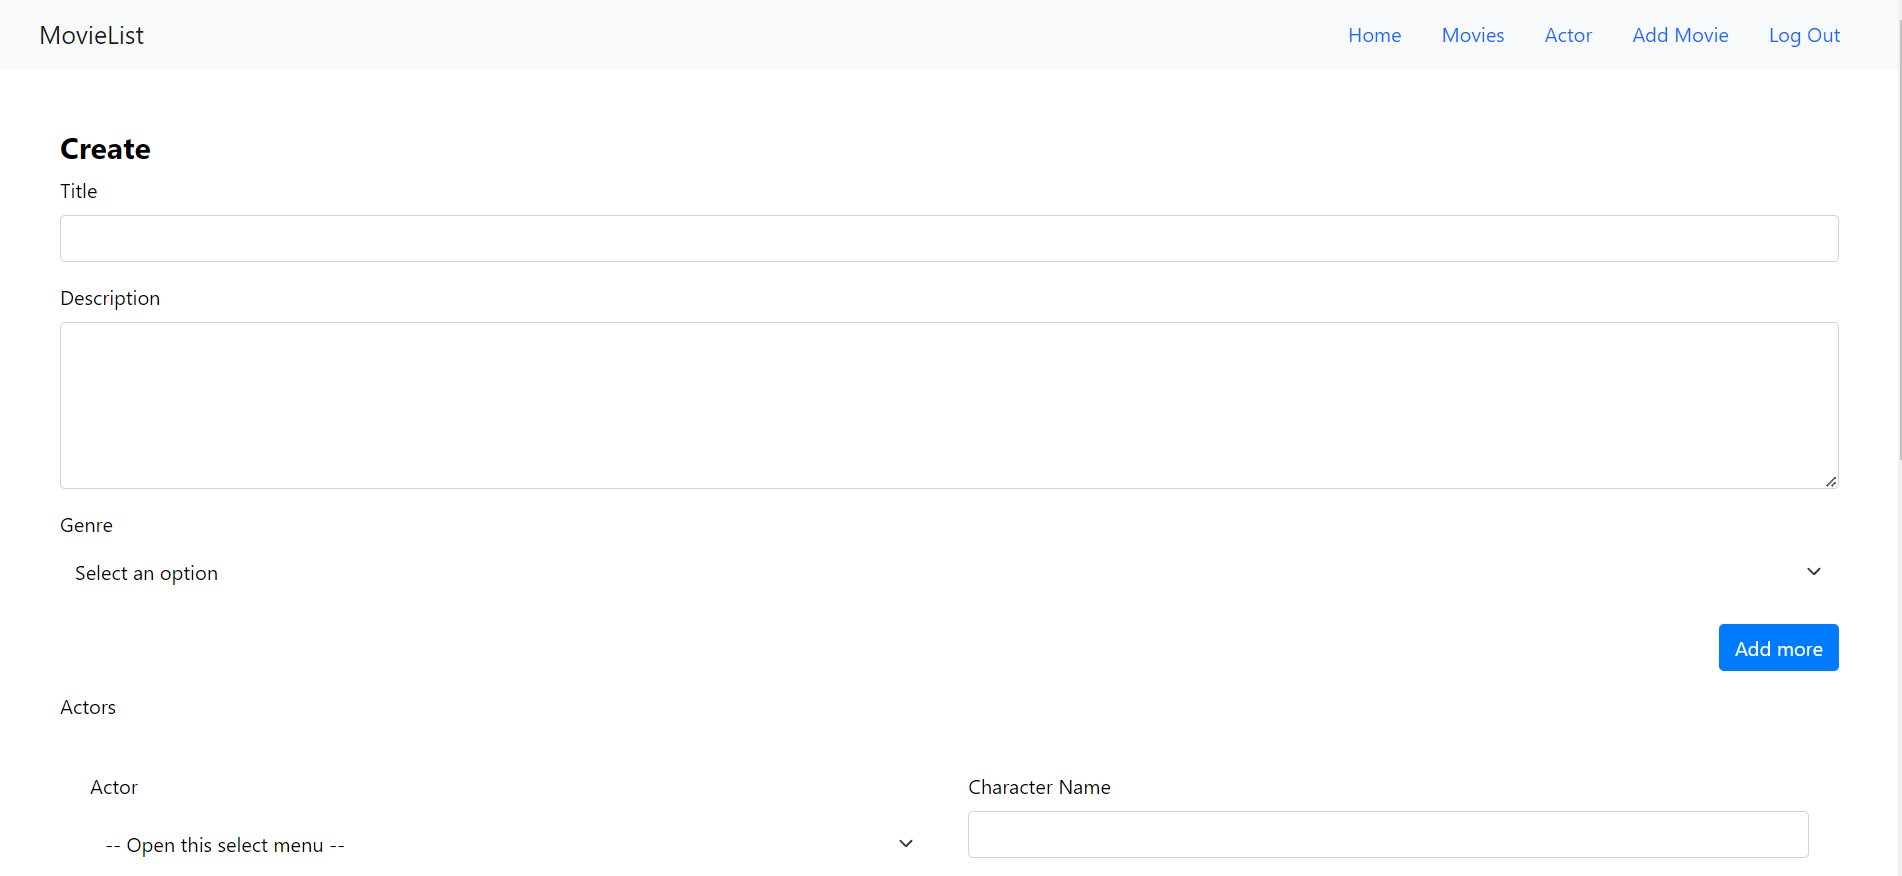 MovieList Home Movies Actor Add Movie Log Out
Create
Title
Description
Genre
Select an option
Add more
Actors
Actor Character Name
-- Open this select menu --